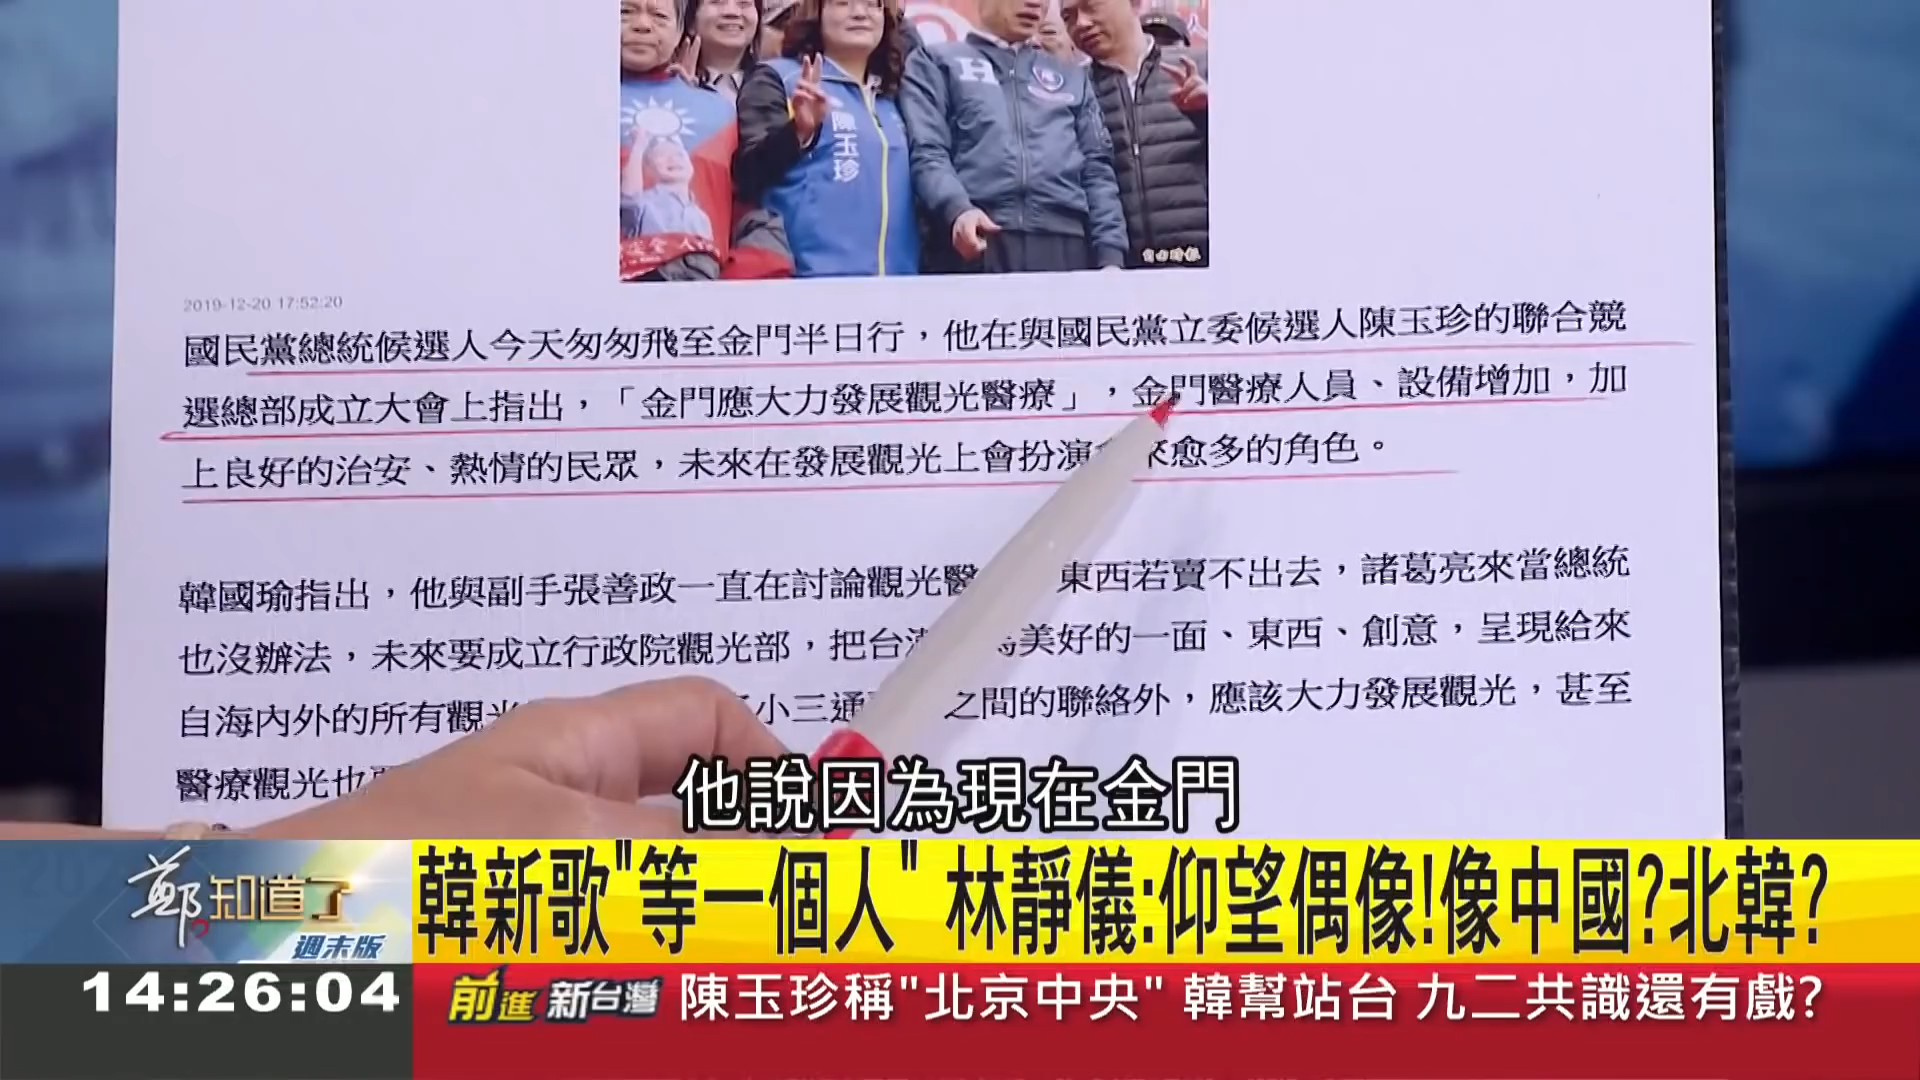 H
陳玉珍
自由時報
2019-12-20 17:52:20
國民黨總統候選人今天匆匆飛至金門半日行，他在與國民黨立委候選人陳玉珍的聯合競
選總部成立大會上指出，「金門應大力發展觀光醫療」，金門醫療人員、設備增加，加
上良好的治安、熱情的民眾，未來在發展觀光上會扮演 來愈多的角色。
韓國瑜指出，他與副手張善政一直在討論觀光醫 東西若賣不出去，諸葛亮來當總統
也沒辦法，未來要成立行政院觀光部，把台澎 美好的一面、東西、創意，呈現給來
自海內外的所有觀光 小三通 之間的聯絡外，應該大力發展觀光，甚至
醫療觀光也
他說因為現在金門
鄭知道了
週末版
韓新歌"等一個人" 林靜儀:仰望偶像!像中國?北韓?
14:26:04
前進新台灣 陳玉珍稱"北京中央" 韓幫站台 九二共識還有戲?